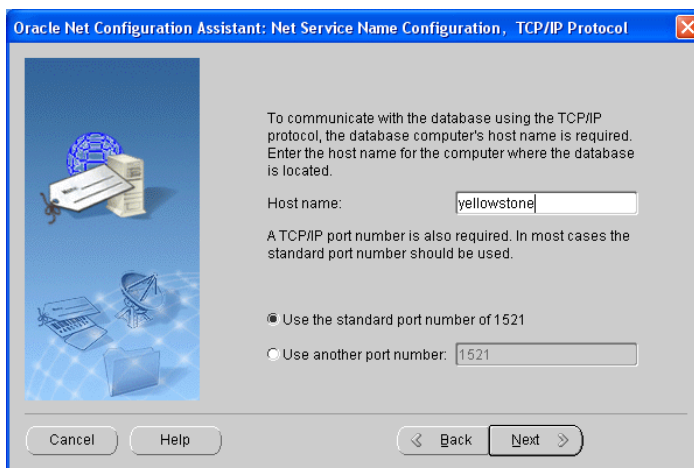 Oracle Net Configuration Assistant: Net Service Name Configuration, TCP/IP Protocol
To communicate with the database using the TCP/IP
protocol, the database computer's host name is required.
Enter the host name for the computer where the database
is located.
Host name: yellowstone
A TCP/IP port number is also required. In most cases the
standard port number should be used.
Use the standard port number of 1521
Use another port number: 1521
Cancel Help Back Next